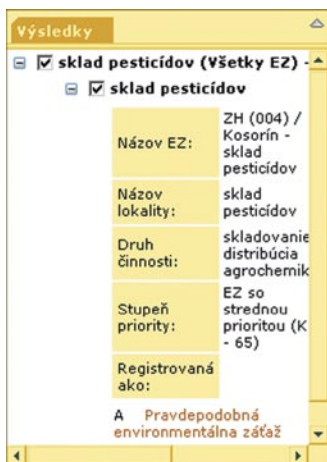 Výsledky
sklad pesticídov (Všetky EZ) -
sklad pesticídov
Názov EZ:
ZH (004) /
Kosorín -
sklad
pesticídov
Názov
lokality:
sklad
pesticídov
Druh
činnosti:
skladovanie
distribúcia
agrochemik
Stupeň
priority:
EZ so
strednou
prioritou (K
- 65)
Registrovaná
ako:
A Pravdepodobná
environmentálna záťaž